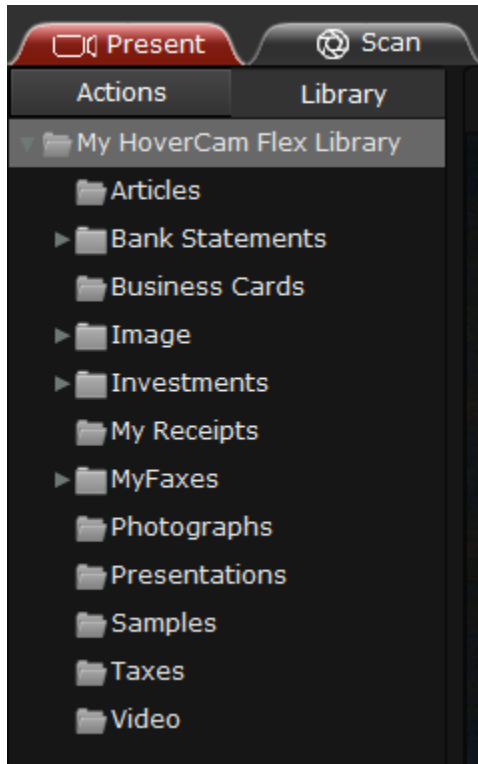 Present Scan
Actions Library
My HoverCam Flex Library
Articles
Bank Statements
Business Cards
Image
Investments
My Receipts
MyFaxes
Photographs
Presentations
Samples
Taxes
Video